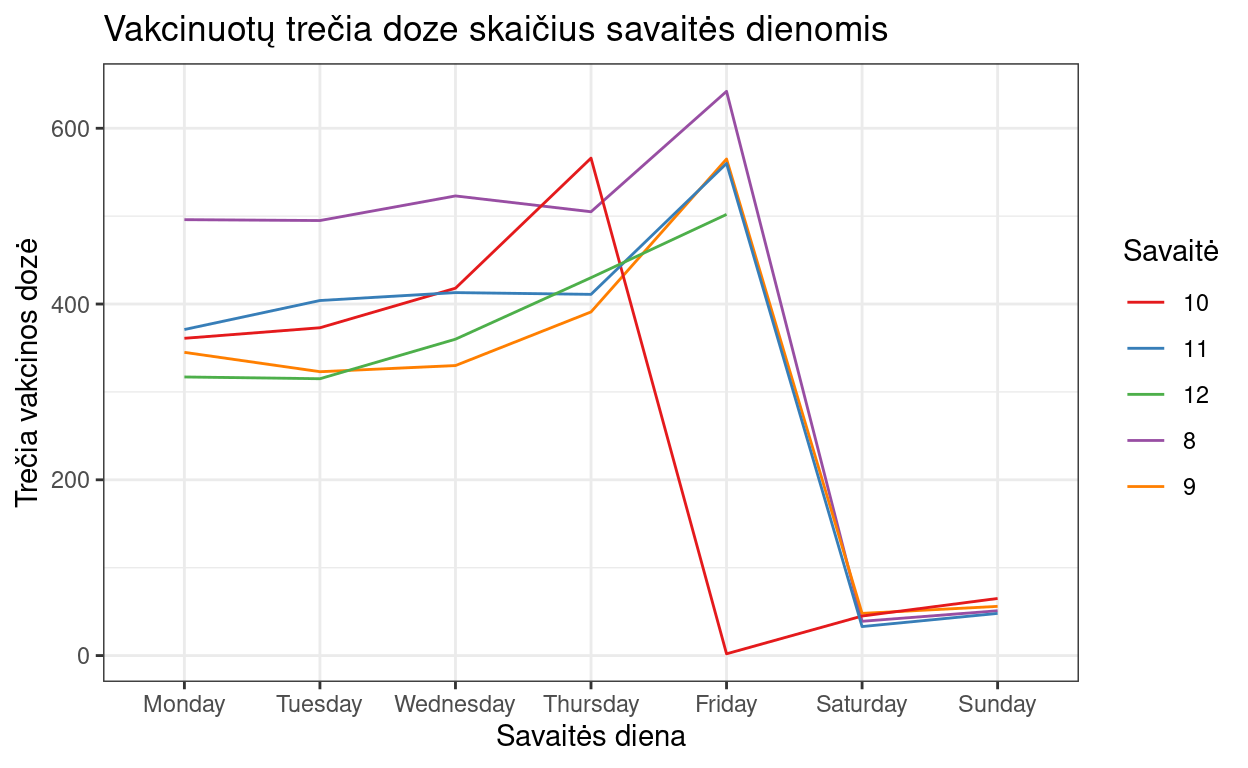 Vakcinuotų trečia doze skaičius savaitės dienomis
Trečia vakcinos dozė
600
400
200
0
Monday Tuesday Wednesday Thursday Friday Saturday Sunday
Savaitės diena
Savaitė
10
11
12
8
9